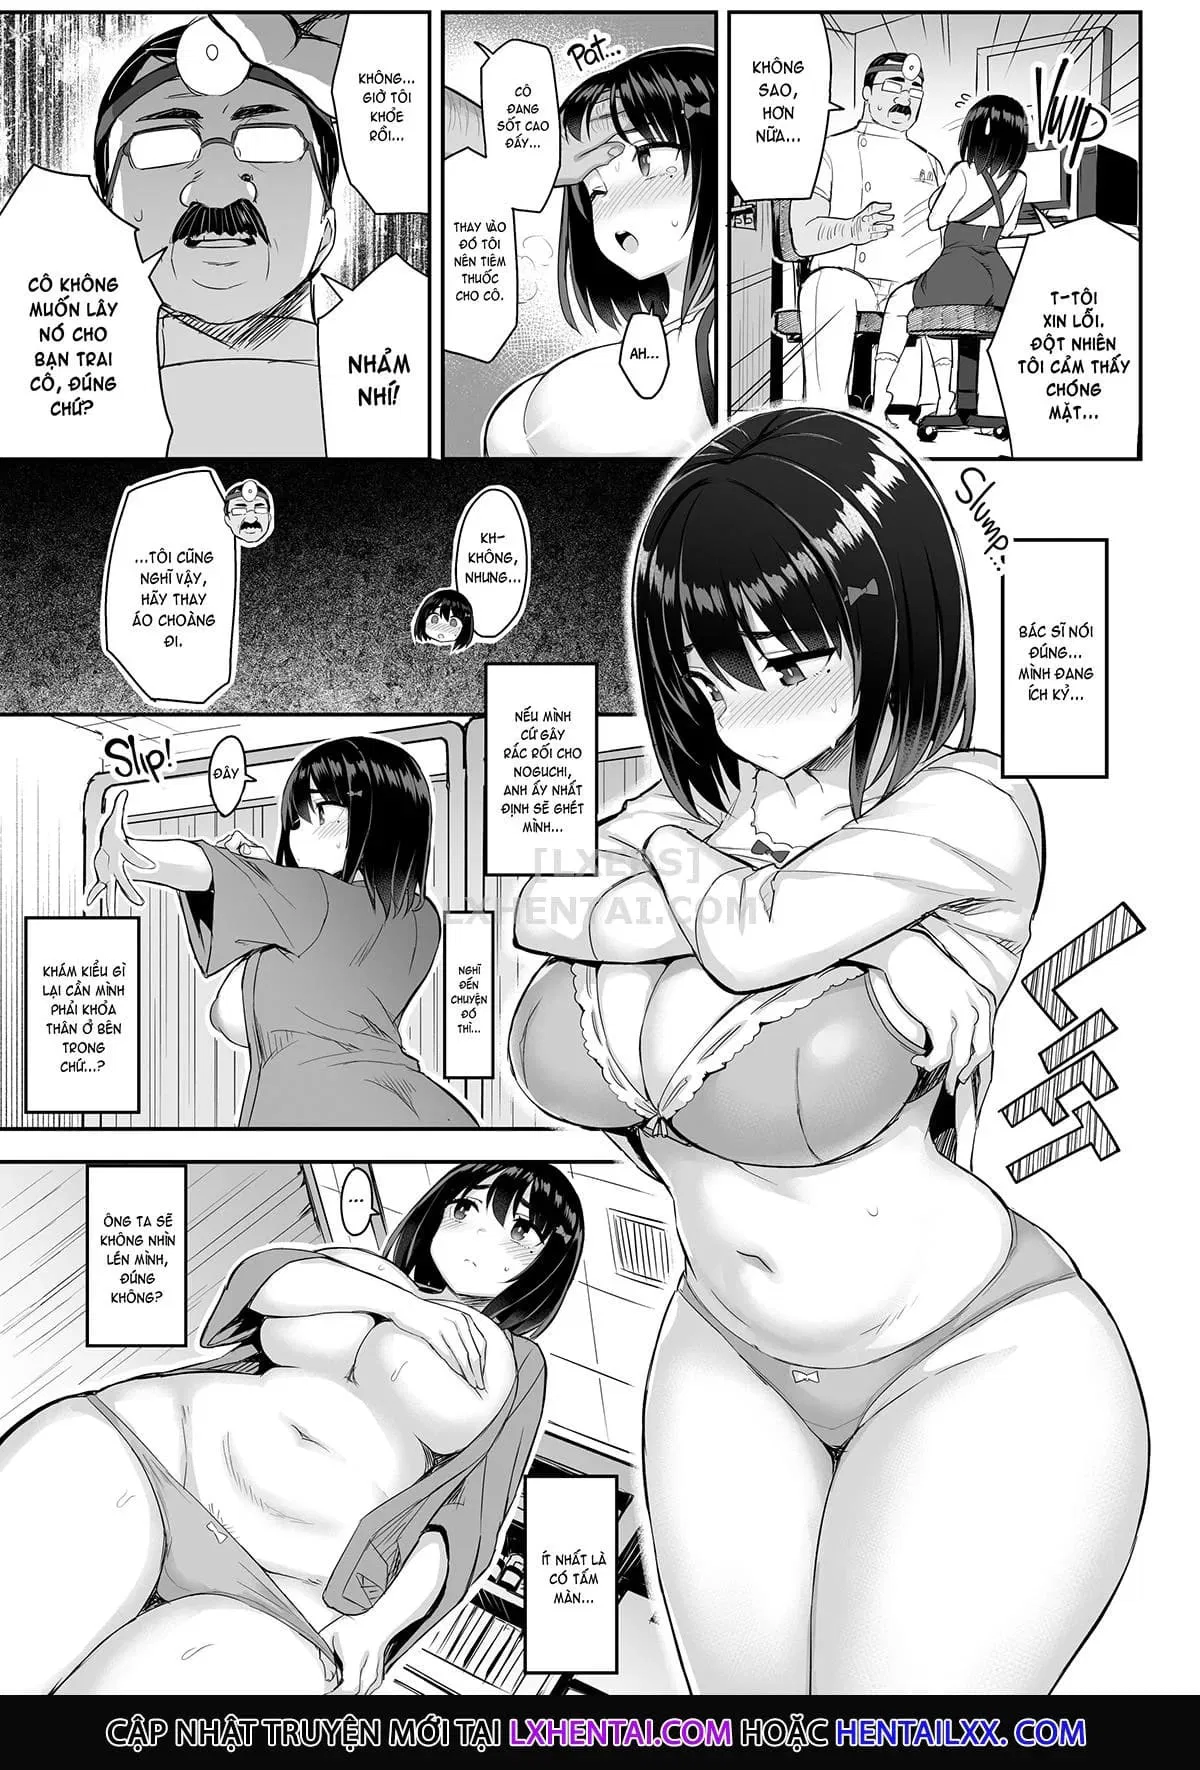 KHÔNG
SAO,
HƠN
NỮA...
VWIP
T-TÔI
XIN LỖI.
ĐỘT NHIÊN
TÔI CẢM THẤY
CHÓNG
MẶT...
PAT...
CÔ
ĐANG
SỐT CAO
ĐẤY...
THAY VÀO
ĐÓ TÔI
NÊN TIÊM
THUỐC
CHO CÔ.
AH...
KHÔNG...
GIỜ TÔI
KHỎE
RỒI...
NHẢM
NHÍ!
CÔ KHÔNG
MUỐN LÂY
NÓ CHO
BẠN TRAI
CÔ, ĐÚNG
CHỨ?
KH-
KHÔNG,
NHƯNG...
...TÔI CŨNG
NGHĨ VẬY,
HÃY THAY
ÁO CHOÀNG
ĐI.
Slump...
BÁC SĨ NÓI
ĐÚNG...
MÌNH ĐANG
ÍCH KỶ...
NẾU MÌNH
CỨ GÂY
RẮC RỐI CHO
NOGUCHI,
ANH ẤY NHẤT
ĐỊNH SẼ GHÉT
MÌNH...
LIFT
Slip!
ĐÂY
NGHĨ
ĐẾN
CHUYỆN
ĐÓ
THÌ...
KHÁM KIỂU GÌ
LẠI CẦN MÌNH
PHẢI KHỎA
THÂN Ở BÊN
TRONG
CHỨ...?
...
ÔNG TA SẼ
KHÔNG NHÌN
LÉN MÌNH,
ĐÚNG
KHÔNG?
ÍT NHẤT LÀ
CÓ TẤM
MÀN...
[LXERS]
LXHENTAI.COM
CẬP NHẬT TRUYỆN MỚI TẠI LXHENTAI.COM HOẶC HENTAILXX. COM